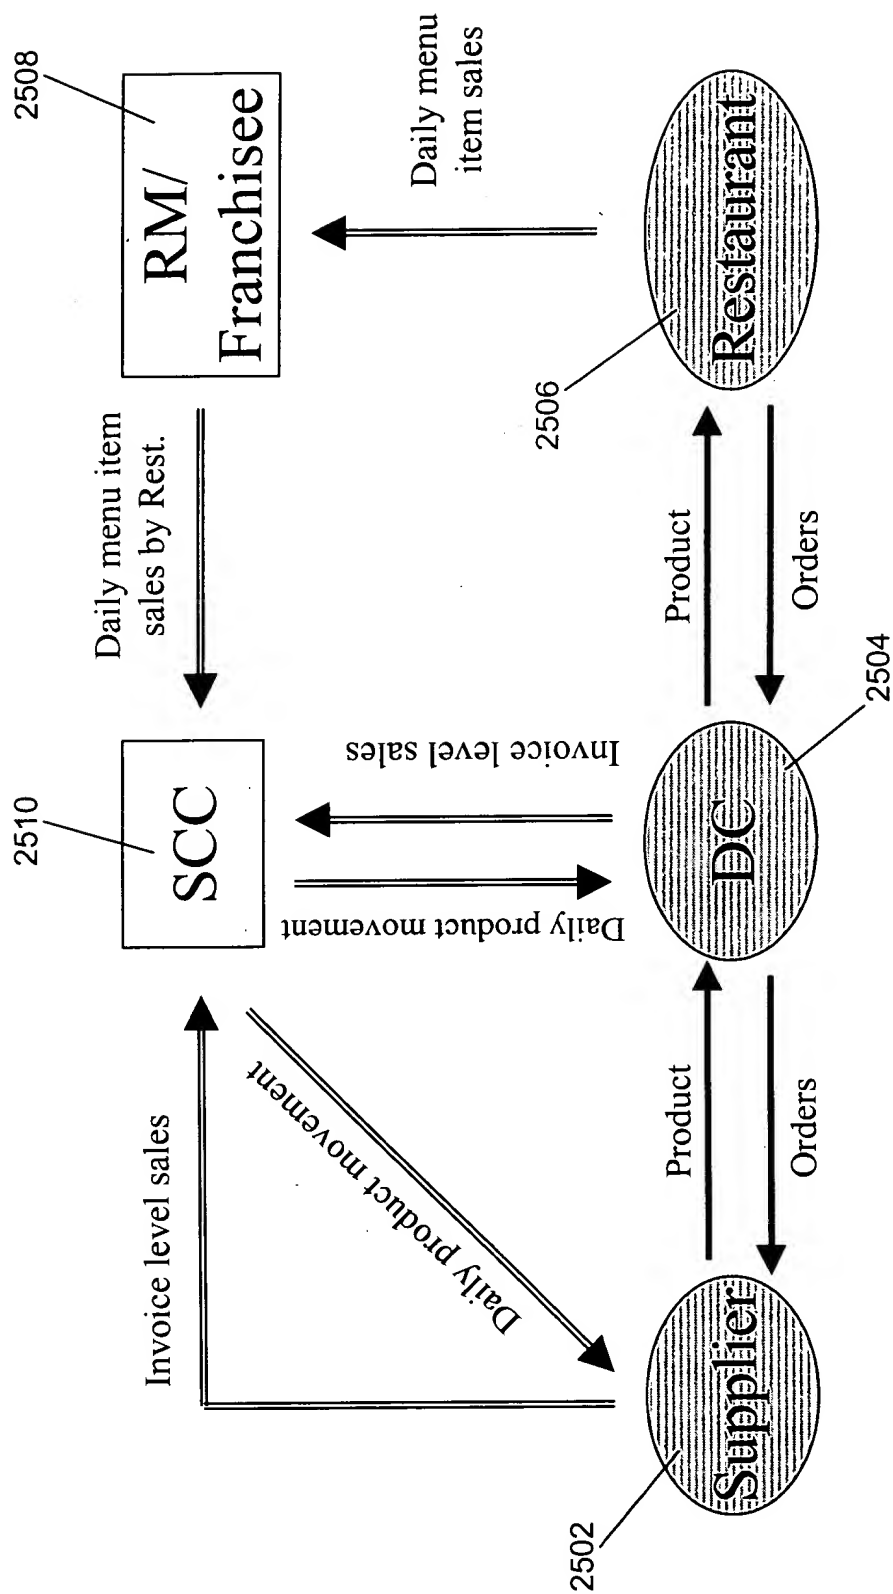 2510
2508
SCC
RM/
Franchisee
Invoice level sales
Daily menu item
sales by Rest.
Daily menu
item sales
Daily product movement
Daily product movement
Invoice level sales
2502
Supplier
Product
Orders
DC
2504
Product
Orders
2506
Restaurant